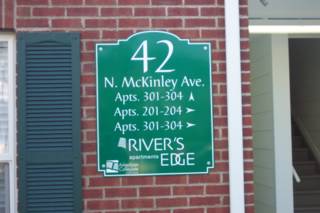 42
N. McKinley Ave.
Apts. 301-304
Apts. 201-204
Apts. 301-304
RIVER'S
apartments EDGE